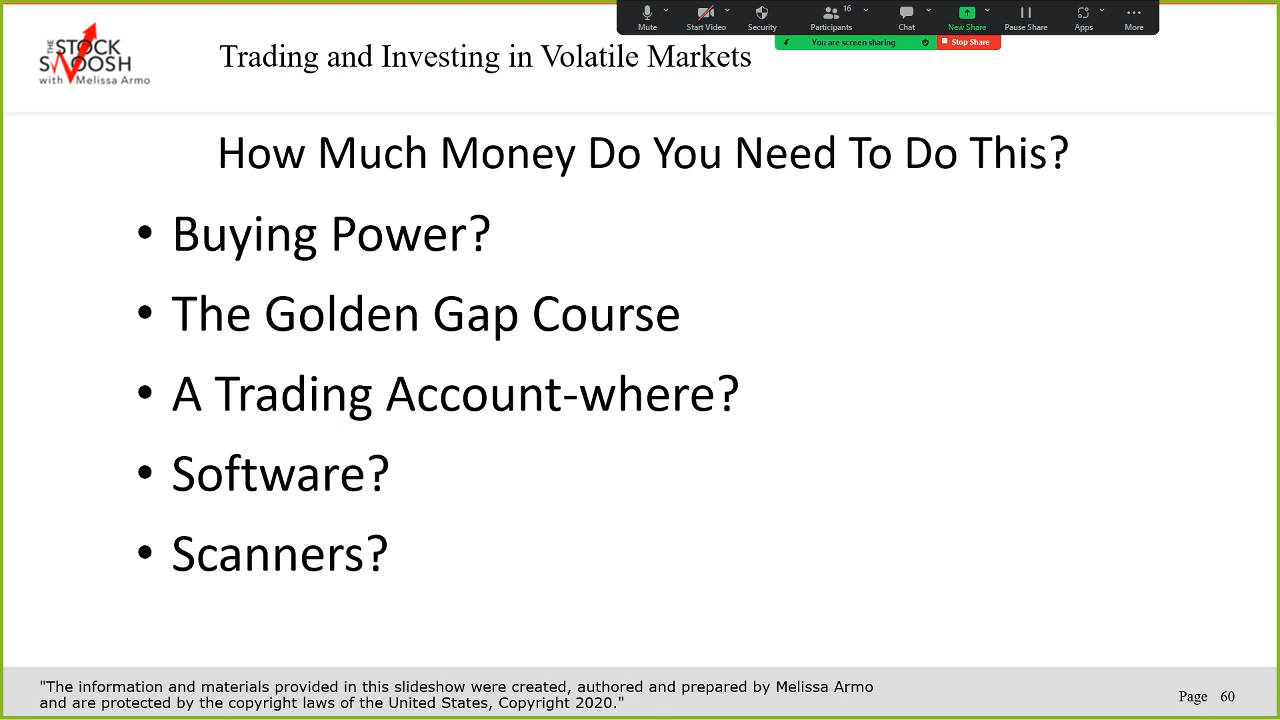 Mute
Start Video
Security
16
Participants
Chat
New Share
Pause Share
Apps
More
You are screen sharing
Stop Share
THE
STOCK
SWOOSH
with Melissa Armo
Trading and Investing in Volatile Markets
How Much Money Do You Need To Do This?
• Buying Power?
• The Golden Gap Course
• A Trading Account-where?
• Software?
• Scanners?
"The information and materials provided in this slideshow were created, authored and prepared by Melissa Armo
and are protected by the copyright laws of the United States, Copyright 2020."
Page 60